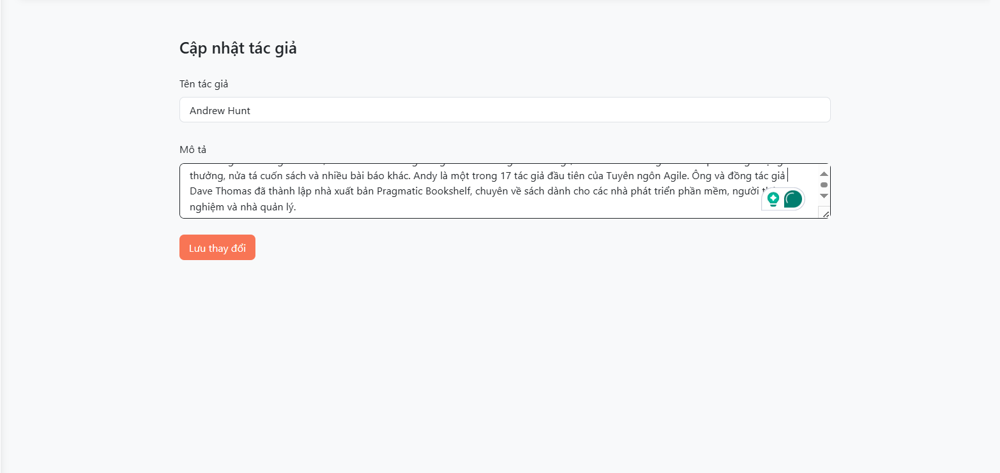 Cập nhật tác giả
Tên tác giả
Andrew Hunt
Mô tả
thưởng, nửa tá cuốn sách và nhiều bài báo khác. Andy là một trong 17 tác giả đầu tiên của Tuyên ngôn Agile. Ông và đồng tác giả
Dave Thomas đã thành lập nhà xuất bản Pragmatic Bookshelf, chuyên về sách dành cho các nhà phát triển phần mềm, người
nghiệm và nhà quản lý.
Lưu thay đổi